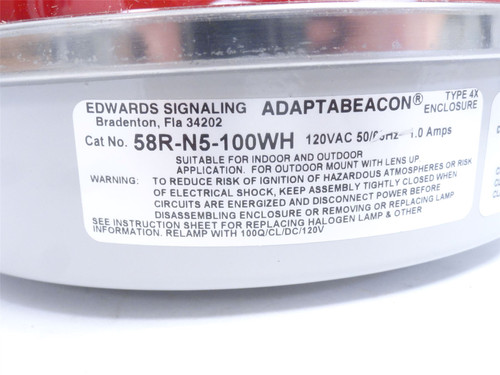 EDWARDS SIGNALING ADAPTABEACON® TYPE 4X
Bradenton, Fla 34202 ENCLOSURE
Cat No. 58R-N5-100WH 120VAC 50/60Hz 1.0 Amps
SUITABLE FOR INDOOR AND OUTDOOR
APPLICATION. FOR OUTDOOR MOUNT WITH LENS UP
WARNING: TO REDUCE RISK OF IGNITION OF HAZARDOUS ATMOSPHERES OR RISK
OF ELECTRICAL SHOCK, KEEP ASSEMBLY TIGHTLY CLOSED WHEN
CIRCUITS ARE ENERGIZED AND DISCONNECT POWER BEFORE
DISASSEMBLING ENCLOSURE OR REMOVING OR REPLACING LAMP
SEE INSTRUCTION SHEET FOR REPLACING HALOGEN LAMP & OTHER
INFORMATION. RELAMP WITH 100Q/CL/DC/120V